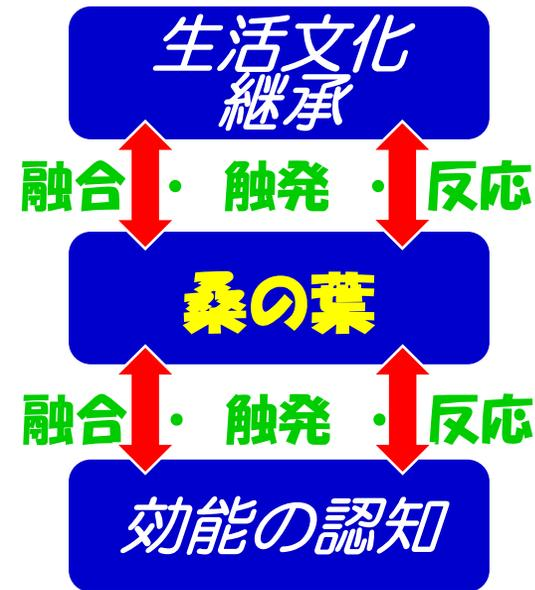 生活文化
継承
融合・ 触発 ・反応
桑の葉
融合・ 触発 ・反応
効能の認知